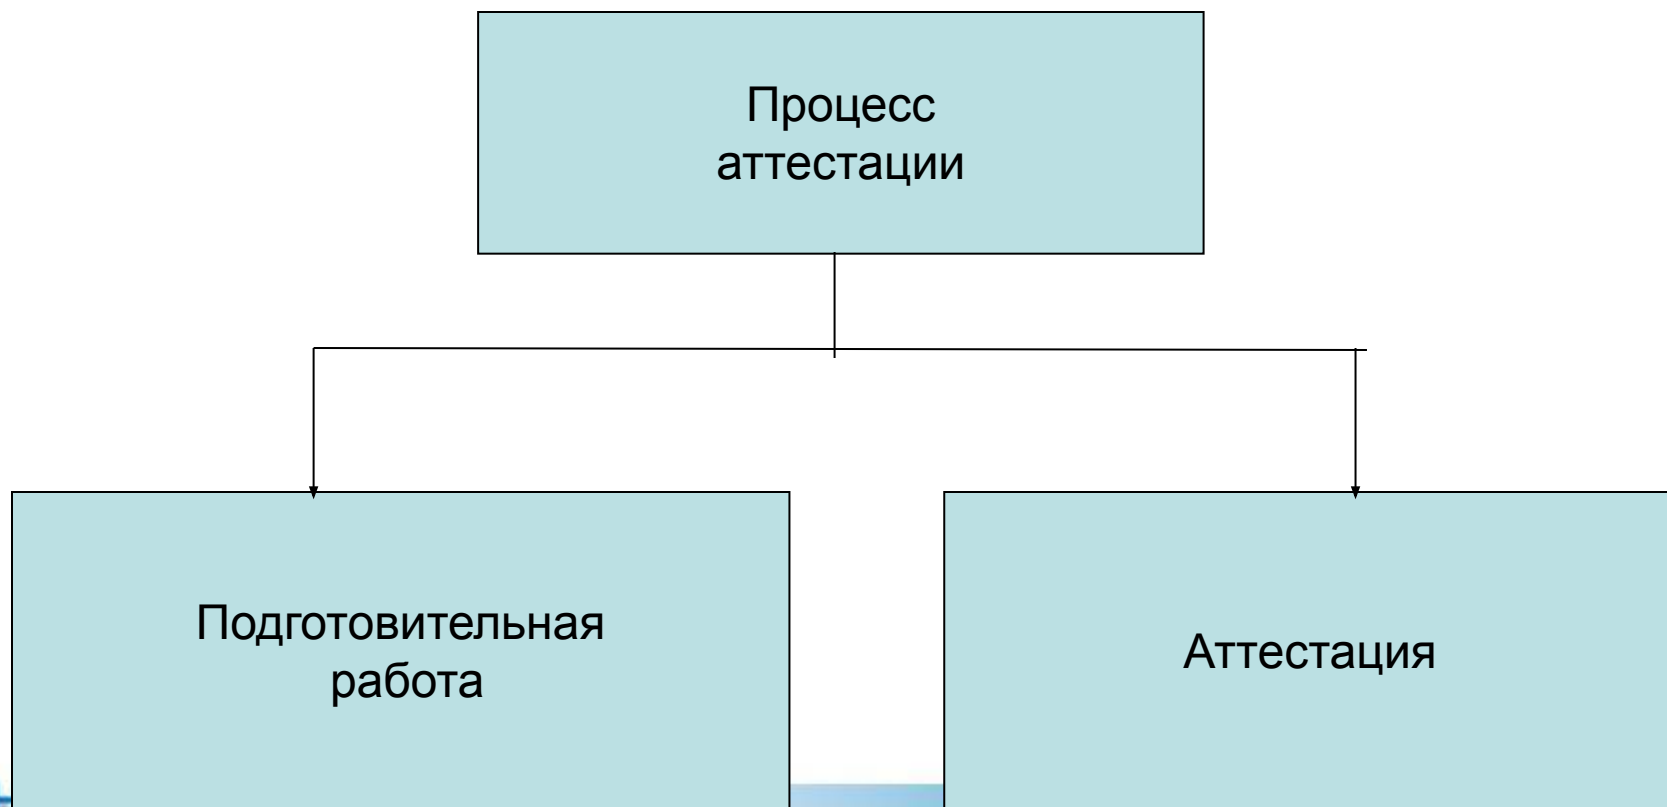 Процесс
аттестации
Подготовительная
работа
Аттестация